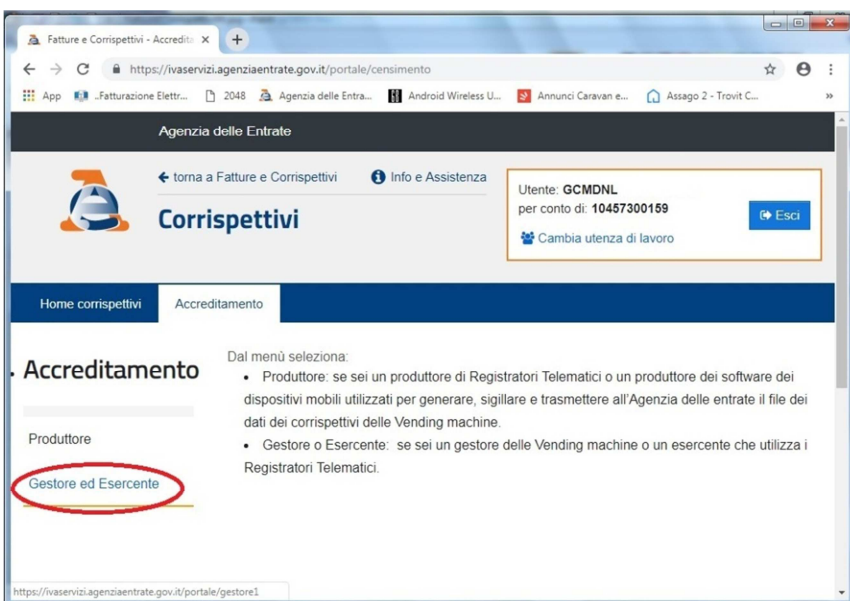 Fatture e Corrispettivi - Accredita
https://ivaservizi.agenziaentrate.gov.it/portale/censimento
App
..Fatturazione Elettr...
2048
Agenzia delle Entra...
Android Wireless U...
Annunci Caravan e...
Assago 2 - Trovit C...
»
Agenzia delle Entrate
torna a Fatture e Corrispettivi
Info e Assistenza
Corrispettivi
Utente: GCMDNL
per conto di: 10457300159
Cambia utenza di lavoro
Esci
Home corrispettivi
Accreditamento
Accreditamento
Produttore
Gestore ed Esercente
Dal menù seleziona:
• Produttore: se sei un produttore di Registratori Telematici o un produttore dei software dei
dispositivi mobili utilizzati per generare, sigillare e trasmettere all'Agenzia delle entrate il file dei
dati dei corrispettivi delle Vending machine.
• Gestore o Esercente: se sei un gestore delle Vending machine o un esercente che utilizza i
Registratori Telematici.
https://ivaservizi.agenziaentrate.gov.it/portale/gestore1